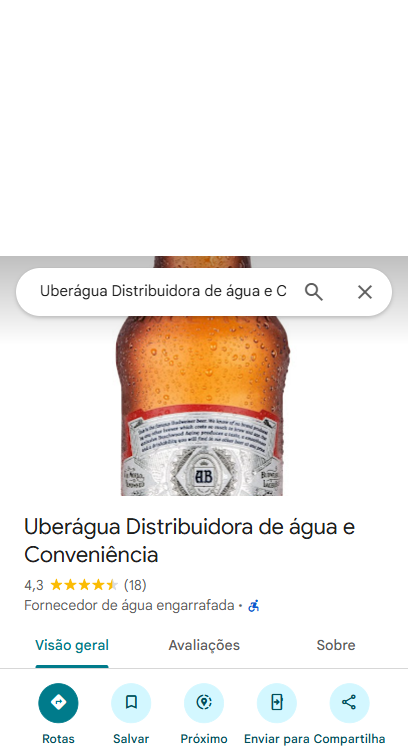 Uberágua Distribuidora de água e C
AB
Uberágua Distribuidora de água e
Conveniência
4,3 (18)
Fornecedor de água engarrafada ·
Visão geral Avaliações Sobre
Rotas Salvar Próximo Enviar para Compartilha